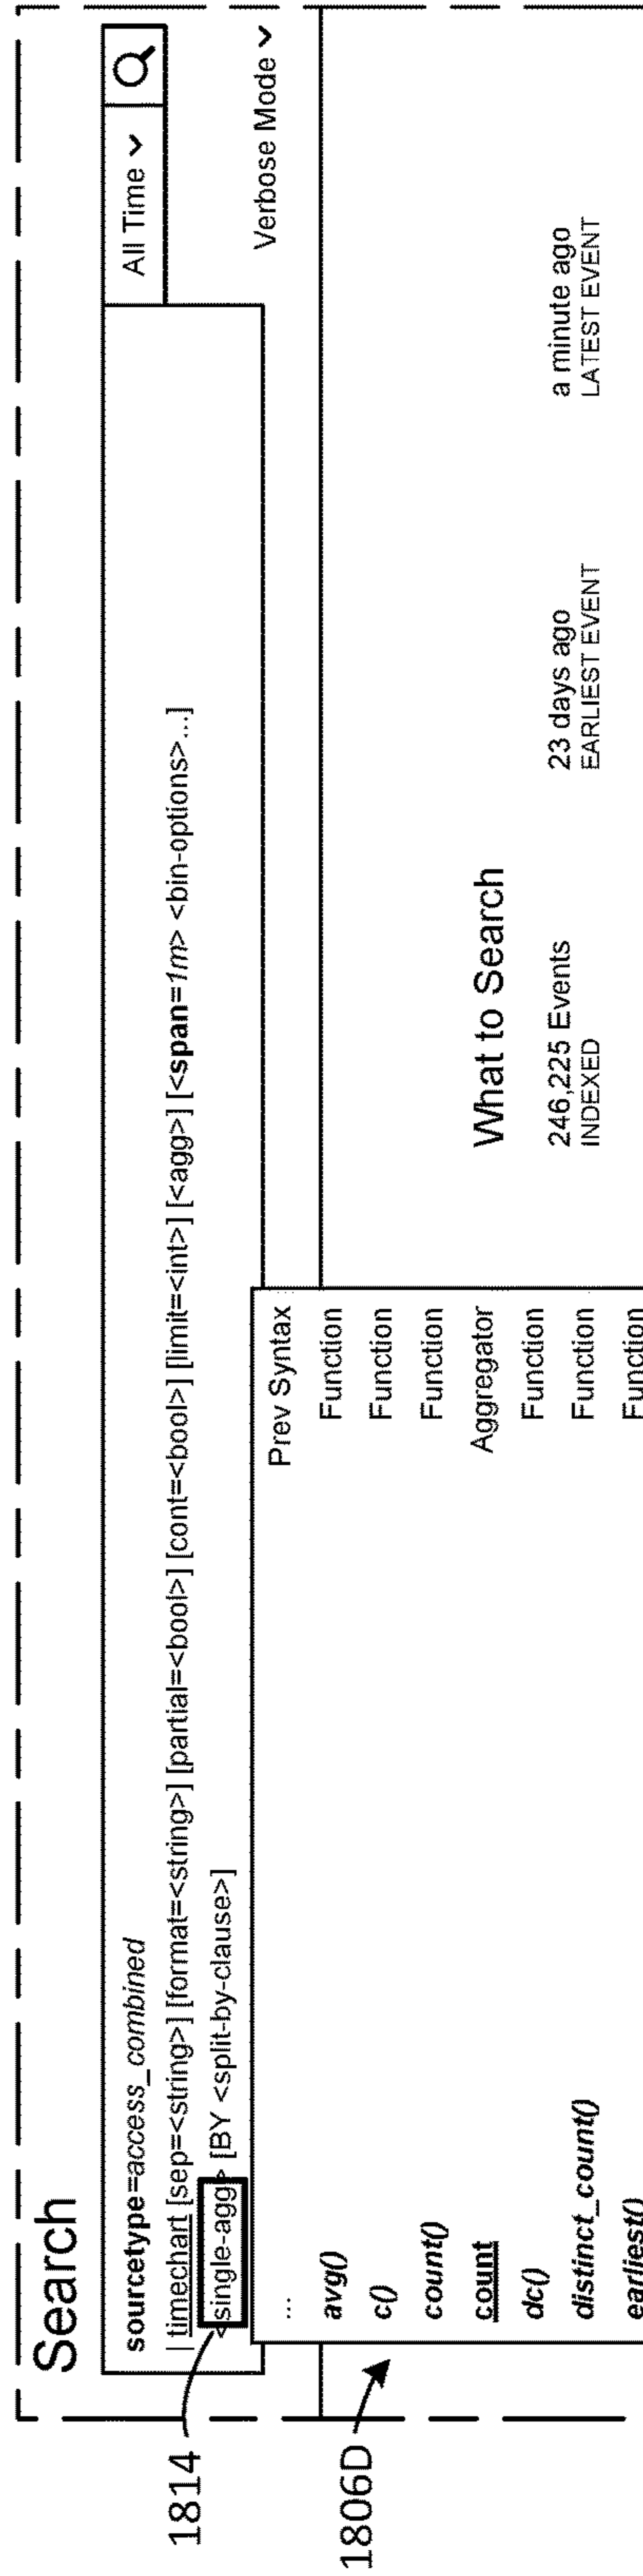 Search
sourcetype=access_combined
All Time
| timechart [sep=<string>] [format=<string>] [partial=<bool>] [cont=<bool>] [limit=<int>] [<agg>] [<span=1m> <bin-options>...]
<single-agg> [BY <split-by-clause>]
Verbose Mode
1814
... Prev Syntax
avg() Function
c() Function
count() Function
count Aggregator
dc() Function
distinct_count() Function
earliest() Function
1806D
What to Search
246,225 Events
INDEXED
23 days ago
EARLIEST EVENT
a minute ago
LATEST EVENT